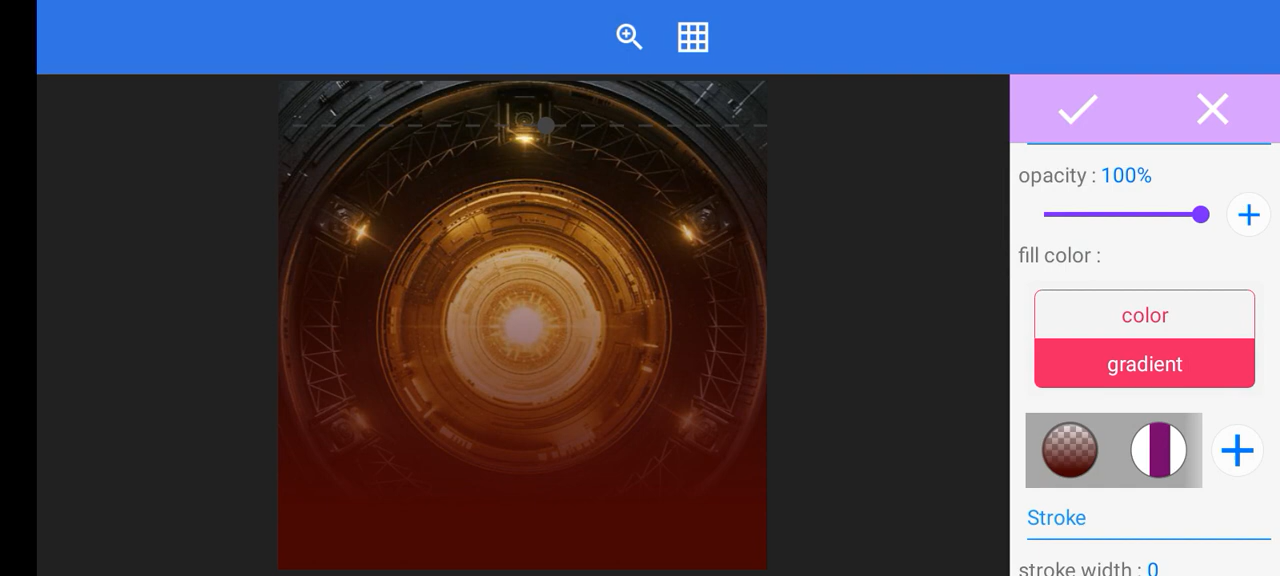 opacity : 100%
fill color :
color
gradient
Stroke
stroke width : 0